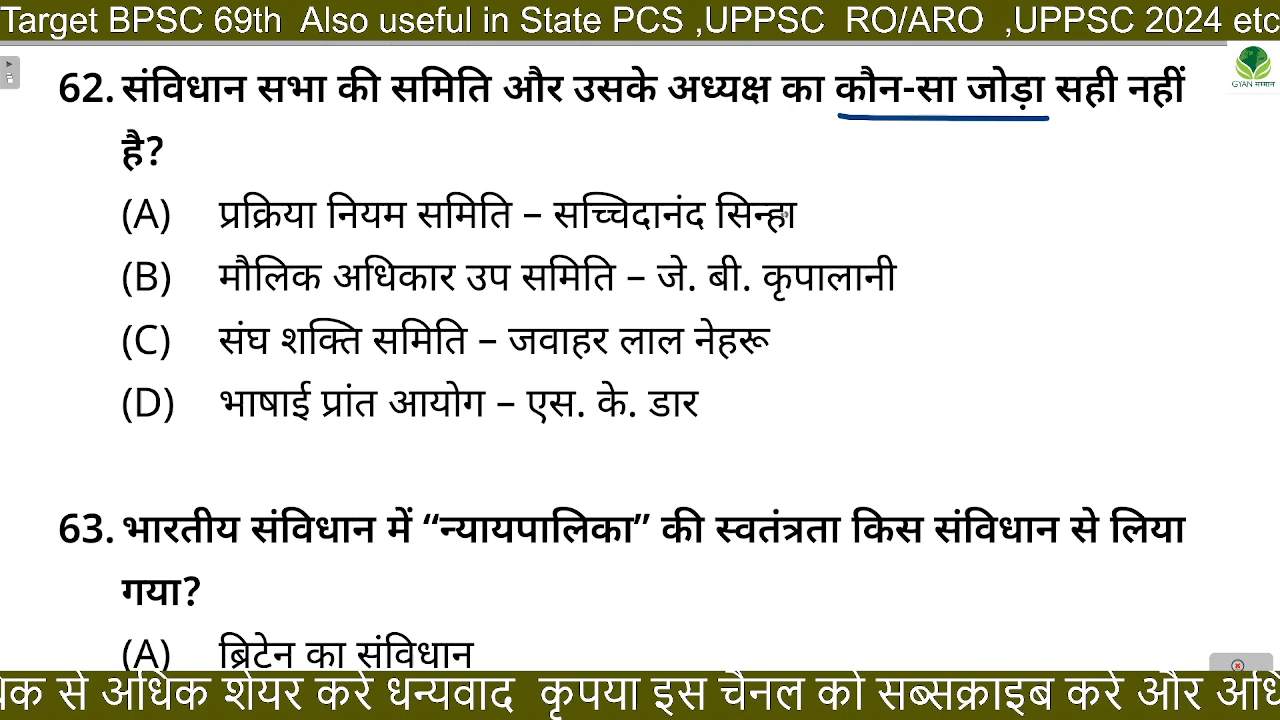 Target BPSC 69th Also useful in State PCS ,UPPSC RO/ARO ,UPPSC 2024 etc
GYAN सम्मान
62. संविधान सभा की समिति और उसके अध्यक्ष का कौन-सा जोड़ा सही नहीं
है?
(A) प्रक्रिया नियम समिति – सच्चिदानंद सिन्हा
(B) मौलिक अधिकार उप समिति – जे. बी. कृपालानी
(C) संघ शक्ति समिति – जवाहर लाल नेहरू
(D) भाषाई प्रांत आयोग – एस. के. डार
63. भारतीय संविधान में “न्यायपालिका” की स्वतंत्रता किस संविधान से लिया
गया?
(A) ब्रिटेन का संविधान
से अधिक शेयर करे धन्यवाद कृपया इस चैनल को सब्सक्राइब करे और